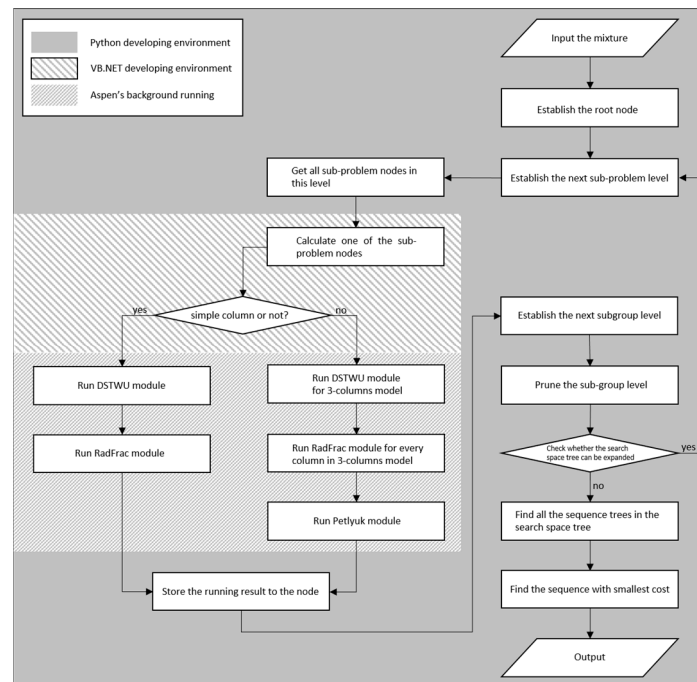 Python developing environment
VB.NET developing environment
Aspen's background running
Input the mixture
Establish the root node
Establish the next sub-problem level
Get all sub-problem nodes in
this level
Calculate one of the sub-
problem nodes
simple column or not?
yes
no
Run DSTWU module
Run RadFrac module
Run DSTWU module
for 3-columns model
Run RadFrac module for every
column in 3-columns model
Run Petlyuk module
Store the running result to the node
Establish the next subgroup level
Prune the sub-group level
Check whether the search
space tree can be expanded
yes
no
Find all the sequence trees in the
search space tree
Find the sequence with smallest cost
Output